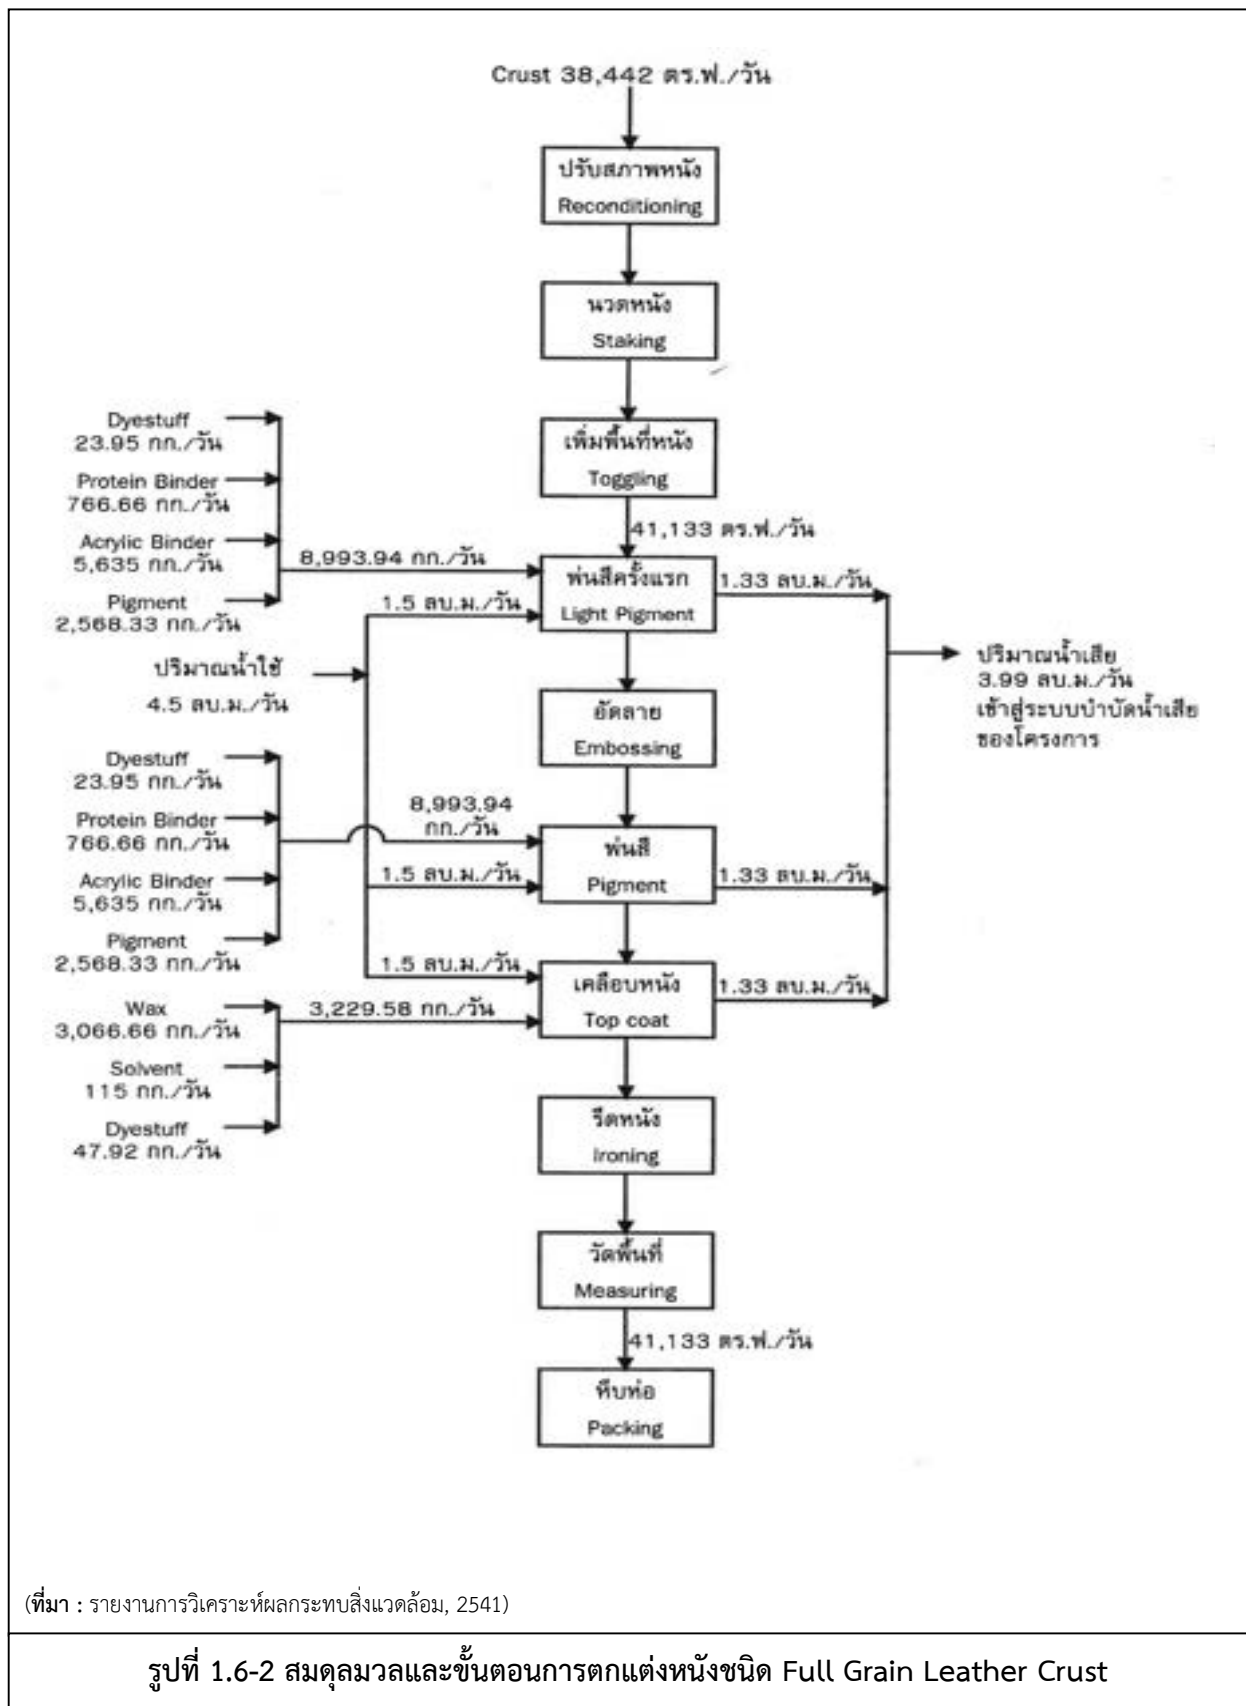 Crust 38,442 ตร.ฟ./วัน
ปรับสภาพหนัง
Reconditioning
นวดหนัง
Staking
เพิ่มพื้นที่หนัง
Toggling
41,133 ตร.ฟ./วัน
Dyestuff
23.95 กก./วัน
Protein Binder
766.66 กก./วัน
Acrylic Binder
5,635 กก./วัน
Pigment
2,568.33 กก./วัน
8,993.94 กก./วัน
พ่นสีครั้งแรก
Light Pigment
1.33 ลบ.ม./วัน
1.5 ลบ.ม./วัน
ปริมาณน้ำใช้
4.5 ลบ.ม./วัน
ปริมาณน้ำเสีย
3.99 ลบ.ม./วัน
เข้าสู่ระบบบำบัดน้ำเสีย
ของโครงการ
อัดลาย
Embossing
Dyestuff
23.95 กก./วัน
Protein Binder
766.66 กก./วัน
Acrylic Binder
5,635 กก./วัน
Pigment
2,568.33 กก./วัน
8,993.94
กก./วัน
พ่นสี
Pigment
1.5 ลบ.ม./วัน
1.33 ลบ.ม./วัน
1.5 ลบ.ม./วัน
เคลือบหนัง
Top coat
1.33 ลบ.ม./วัน
Wax
3,066.66 กก./วัน
Solvent
115 กก./วัน
Dyestuff
47.92 กก./วัน
3,229.58 กก./วัน
รีดหนัง
Ironing
วัดพื้นที่
Measuring
41,133 ตร.ฟ./วัน
หีบห่อ
Packing
(ที่มา : รายงานการวิเคราะห์ผลกระทบสิ่งแวดล้อม, 2541)
รูปที่ 1.6-2 สมดุลมวลและขั้นตอนการตกแต่งหนังชนิด Full Grain Leather Crust